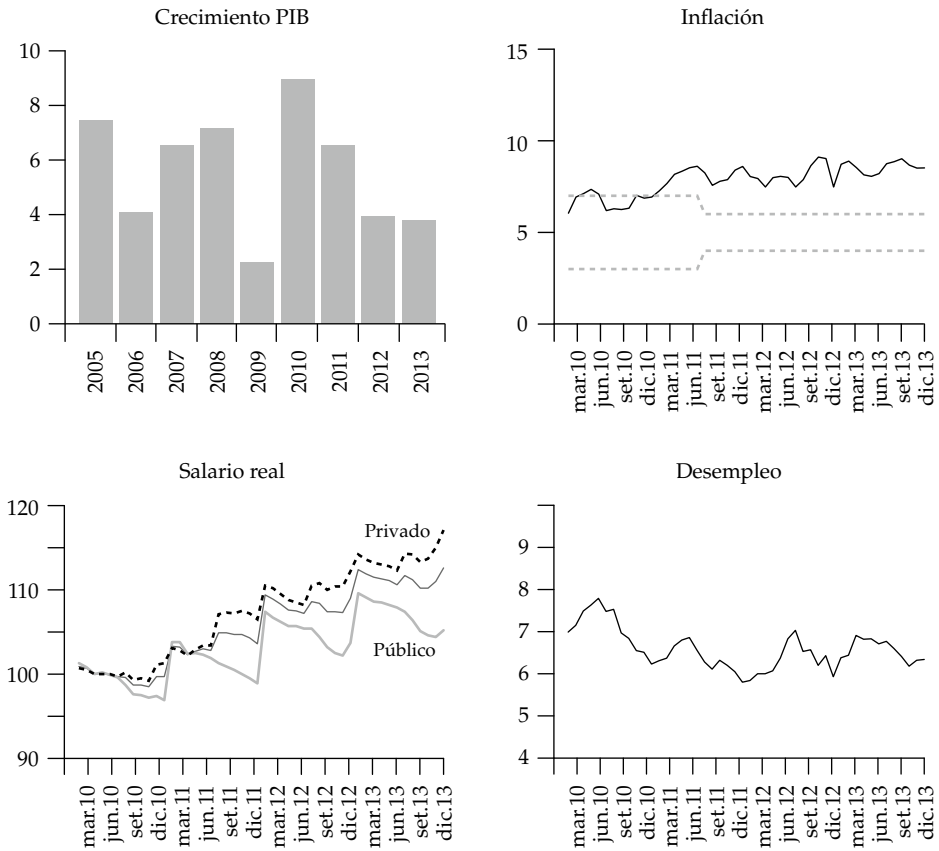 Crecimiento PIB
10
8
6
4
2
0
2005
2006
2007
2008
2009
2010
2011
2012
2013
Inflación
15
10
5
0
mar.10
jun.10
set.10
dic.10
mar.11
jun.11
set.11
dic.11
mar.12
jun.12
set.12
dic.12
mar.13
jun.13
set.13
dic.13
Salario real
120
110
100
90
Privado
Público
mar.10
jun.10
set.10
dic.10
mar.11
jun.11
set.11
dic.11
mar.12
jun.12
set.12
dic.12
mar.13
jun.13
set.13
dic.13
Desempleo
9
8
7
6
5
4
mar.10
jun.10
set.10
dic.10
mar.11
jun.11
set.11
dic.11
mar.12
jun.12
set.12
dic.12
mar.13
jun.13
set.13
dic.13